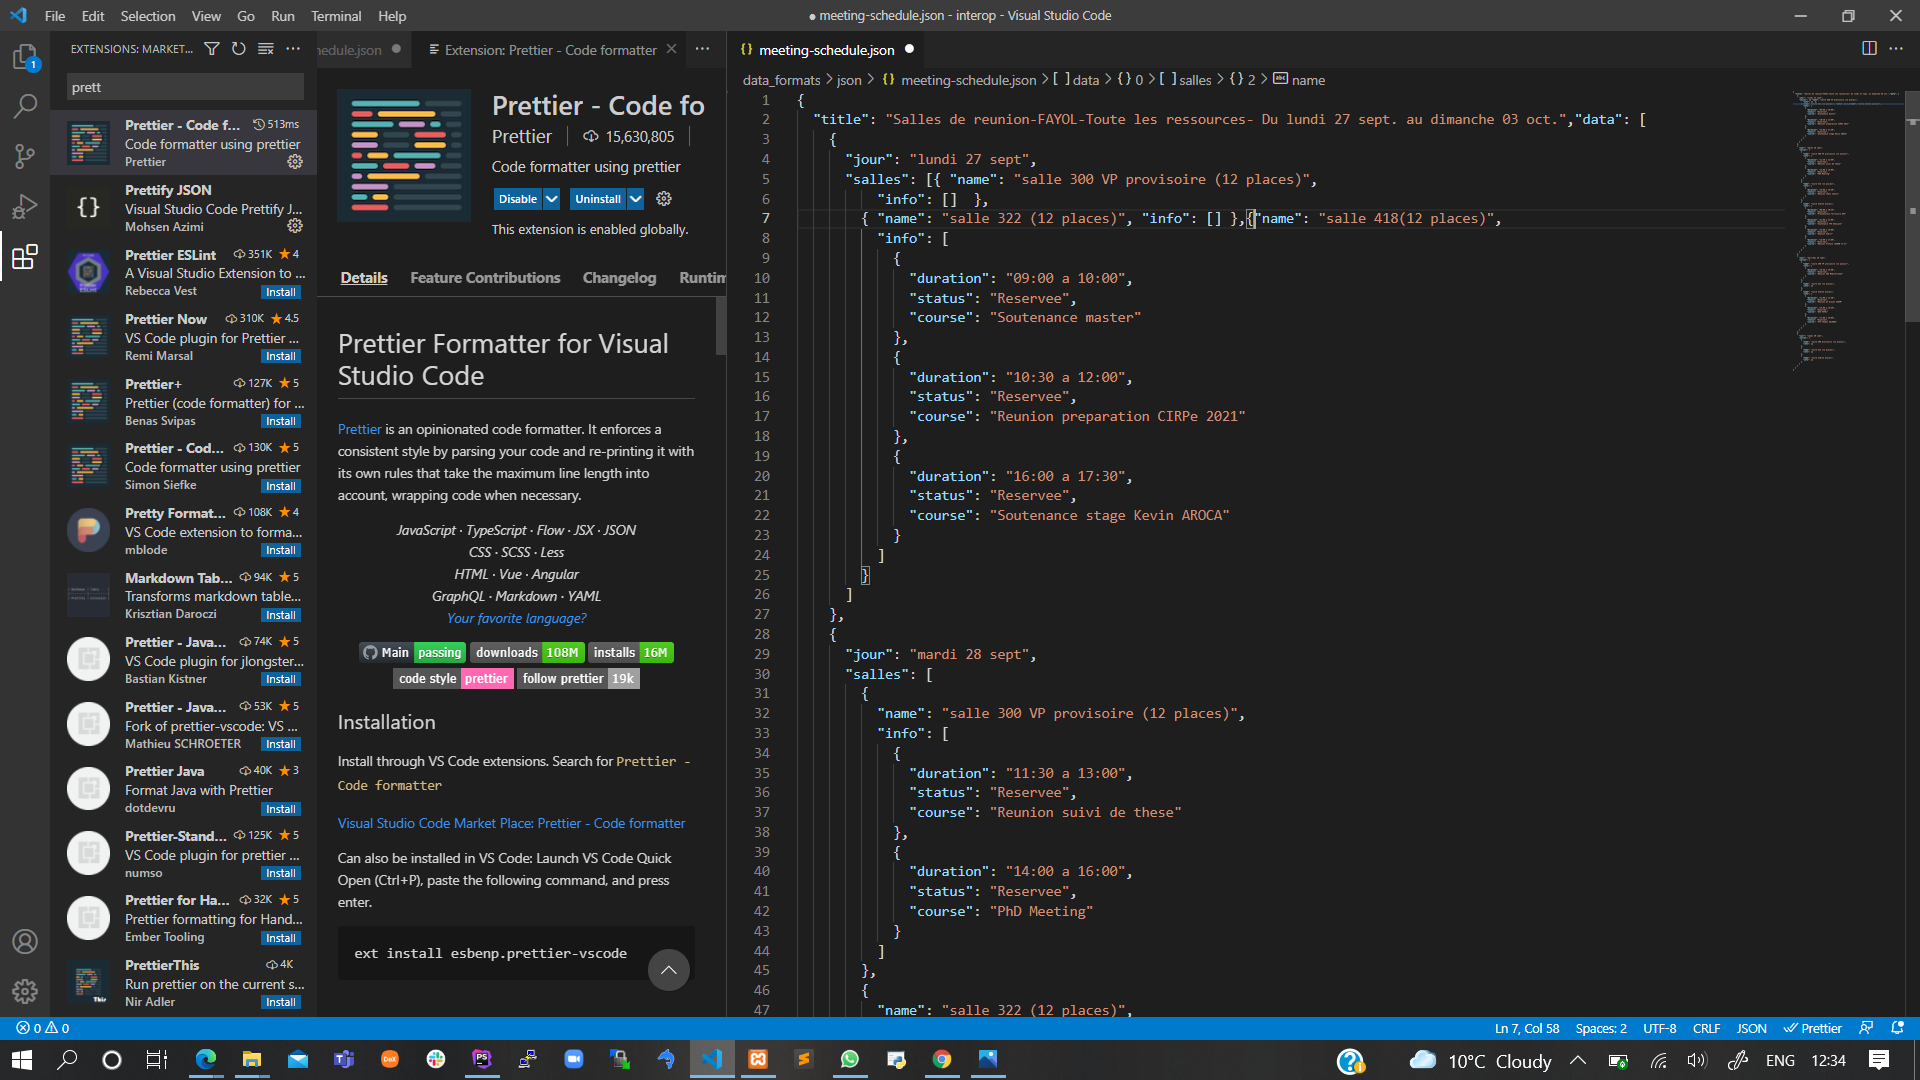 File Edit Selection View Go Run Terminal Help
● meeting-schedule.json - interop - Visual Studio Code
EXTENSIONS: MARKET...
prett
1
Prettier - Code f... 513ms
Code formatter using prettier
Prettier
Prettify JSON
Visual Studio Code Prettify J...
Mohsen Azimi
Prettier ESLint 351K ★ 4
A Visual Studio Extension to ...
Rebecca Vest Install
Prettier Now 310K ★ 4.5
VS Code plugin for Prettier ...
Remi Marsal Install
Prettier+ 127K ★ 5
Prettier (code formatter) for ...
Benas Svipas Install
Prettier - Cod... 130K ★ 5
Code formatter using prettier
Simon Siefke Install
Pretty Format... 108K ★ 4
VS Code extension to forma...
mblode Install
Markdown Tab... 94K ★ 5
Transforms markdown table...
Krisztian Daroczi Install
Prettier - Java... 74K ★ 5
VS Code plugin for jlongster...
Bastian Kistner Install
Prettier - Java... 53K ★ 5
Fork of prettier-vscode: VS ...
Mathieu SCHROETER Install
Prettier Java 40K ★ 3
Format Java with Prettier
dotdevru Install
Prettier-Stand... 125K ★ 5
VS Code plugin for prettier ...
numso Install
Prettier for Ha... 32K ★ 5
Prettier formatting for Hand...
Ember Tooling Install
PrettierThis 4K
Run prettier on the current s...
Nir Adler Install
hedule.json ● Extension: Prettier - Code formatter
Prettier - Code fo
Prettier 15,630,805
Code formatter using prettier
Disable Uninstall
This extension is enabled globally.
Details Feature Contributions Changelog Runtim
Prettier Formatter for Visual
Studio Code
Prettier is an opinionated code formatter. It enforces a
consistent style by parsing your code and re-printing it with
its own rules that take the maximum line length into
account, wrapping code when necessary.
JavaScript · TypeScript · Flow · JSX · JSON
CSS · SCSS · Less
HTML · Vue · Angular
GraphQL · Markdown · YAML
Your favorite language?
Main passing downloads 108M installs 16M
code style prettier follow prettier 19k
Installation
Install through VS Code extensions. Search for Prettier -
Code formatter
Visual Studio Code Market Place: Prettier - Code formatter
Can also be installed in VS Code: Launch VS Code Quick
Open (Ctrl+P), paste the following command, and press
enter.
ext install esbenp.prettier-vscode
{} meeting-schedule.json ●
data_formats > json > {} meeting-schedule.json > [ ] data > {} 0 > [ ] salles > {} 2 > name
1 {
2 "title": "Salles de reunion-FAYOL-Toute les ressources- Du lundi 27 sept. au dimanche 03 oct.","data": [
3 {
4 "jour": "lundi 27 sept",
5 "salles": [{ "name": "salle 300 VP provisoire (12 places)",
6 "info": [] },
7 { "name": "salle 322 (12 places)", "info": [] },{"name": "salle 418(12 places)",
8 "info": [
9 {
10 "duration": "09:00 a 10:00",
11 "status": "Reservee",
12 "course": "Soutenance master"
13 },
14 {
15 "duration": "10:30 a 12:00",
16 "status": "Reservee",
17 "course": "Reunion preparation CIRPe 2021"
18 },
19 {
20 "duration": "16:00 a 17:30",
21 "status": "Reservee",
22 "course": "Soutenance stage Kevin AROCA"
23 }
24 ]
25 }
26 ]
27 },
28 {
29 "jour": "mardi 28 sept",
30 "salles": [
31 {
32 "name": "salle 300 VP provisoire (12 places)",
33 "info": [
34 {
35 "duration": "11:30 a 13:00",
36 "status": "Reservee",
37 "course": "Reunion suivi de these"
38 },
39 {
40 "duration": "14:00 a 16:00",
41 "status": "Reservee",
42 "course": "PhD Meeting"
43 }
44 ]
45 },
46 {
47 "name": "salle 322 (12 places)",
0 0 Ln 7, Col 58 Spaces: 2 UTF-8 CRLF JSON Prettier
10°C Cloudy ENG 12:34